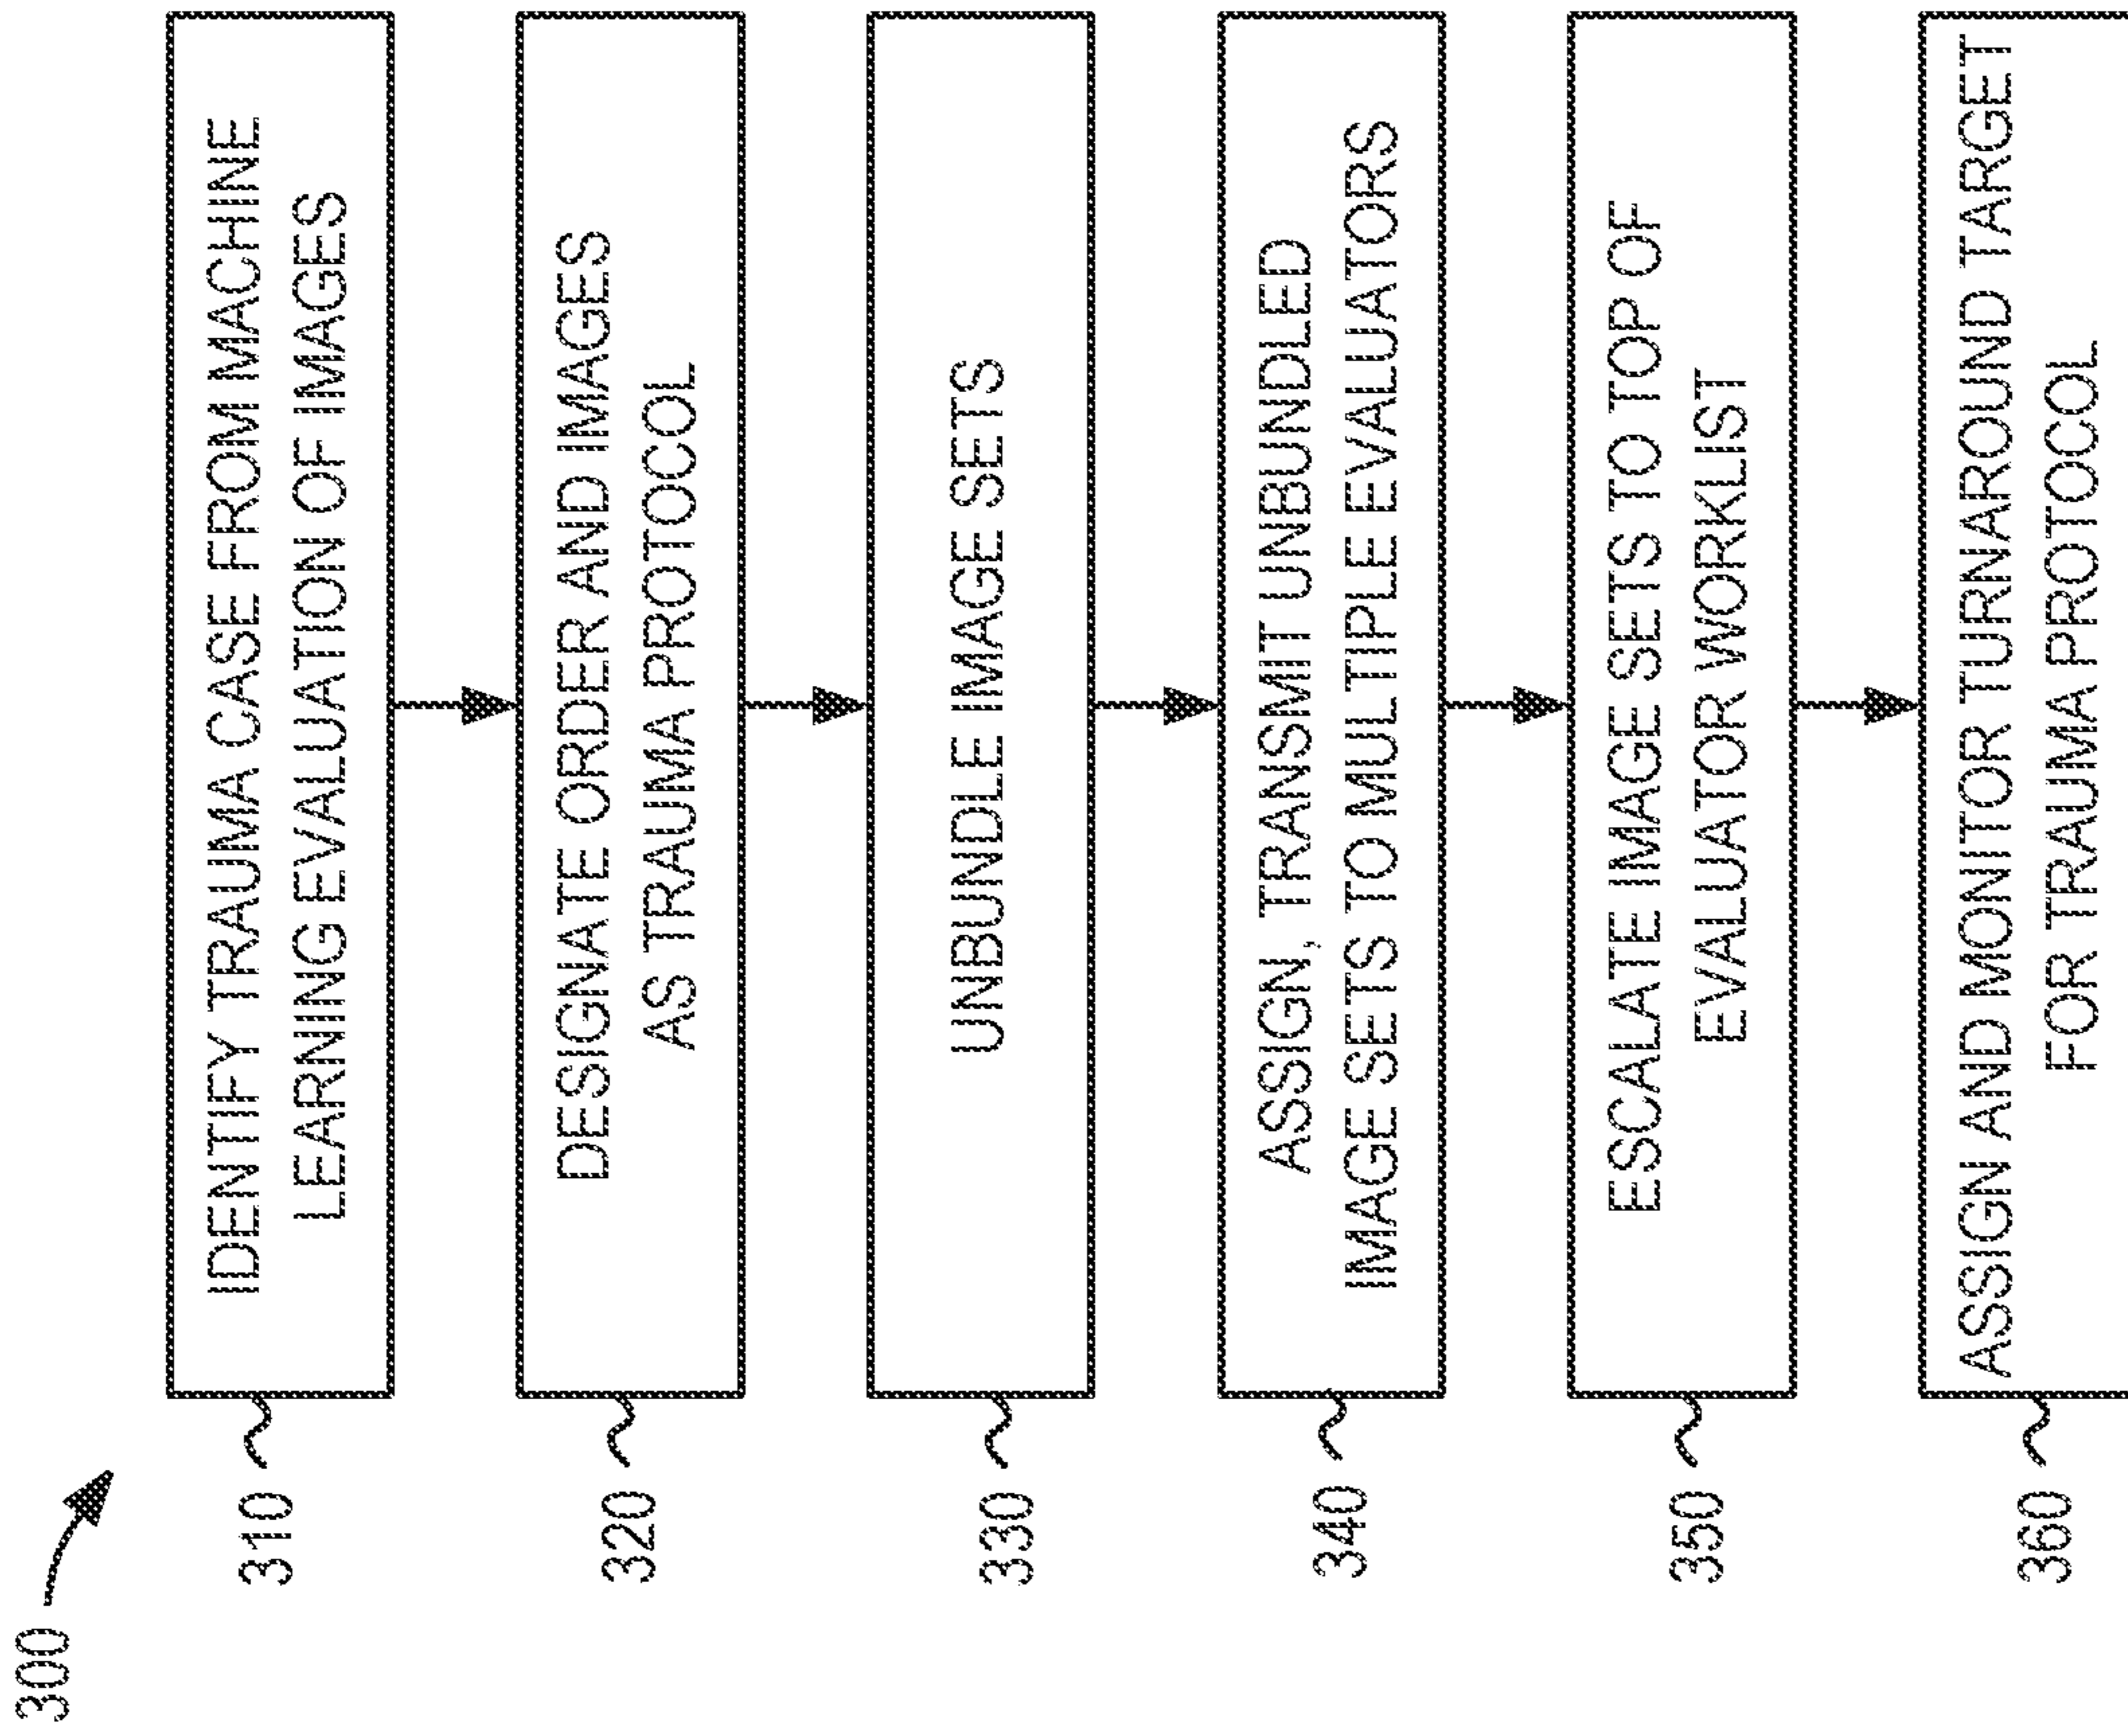 300
310
IDENTIFY TRAUMA CASE FROM MACHINE
LEARNING EVALUATION OF IMAGES
320
DESIGNATE ORDER AND IMAGES
AS TRAUMA PROTOCOL
330
UNBUNDLE IMAGE SETS
340
ASSIGN, TRANSMIT UNBUNDLED
IMAGE SETS TO MULTIPLE EVALUATORS
350
ESCALATE IMAGE SETS TO TOP OF
EVALUATOR WORKLIST
360
ASSIGN AND MONITOR TURNAROUND TARGET
FOR TRAUMA PROTOCOL